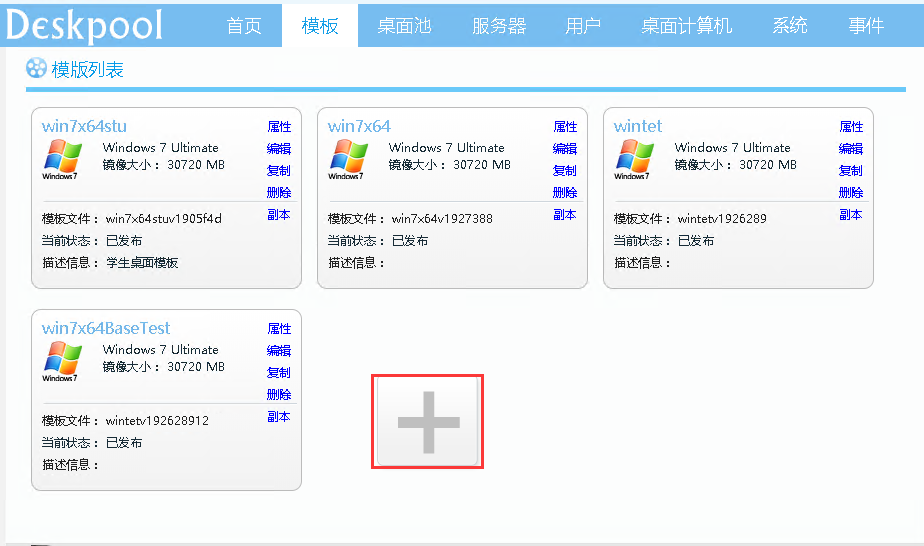 Deskpool 首页 模板 桌面池 服务器 用户 桌面计算机 系统 事件
模版列表
win7x64stu 属性
Windows 7 Ultimate 编辑
镜像大小： 30720 MB 复制
Windows 7 删除
模板文件： win7x64stuv1905f4d 副本
当前状态： 已发布
描述信息： 学生桌面模板
win7x64 属性
Windows 7 Ultimate 编辑
镜像大小： 30720 MB 复制
Windows 7 删除
模板文件： win7x64v1927388 副本
当前状态： 已发布
描述信息：
wintet 属性
Windows 7 Ultimate 编辑
镜像大小： 30720 MB 复制
Windows 7 删除
模板文件： wintetv1926289 副本
当前状态： 已发布
描述信息：
win7x64BaseTest 属性
Windows 7 Ultimate 编辑
镜像大小： 30720 MB 复制
Windows 7 删除
模板文件： wintetv192628912 副本
当前状态： 已发布
描述信息：